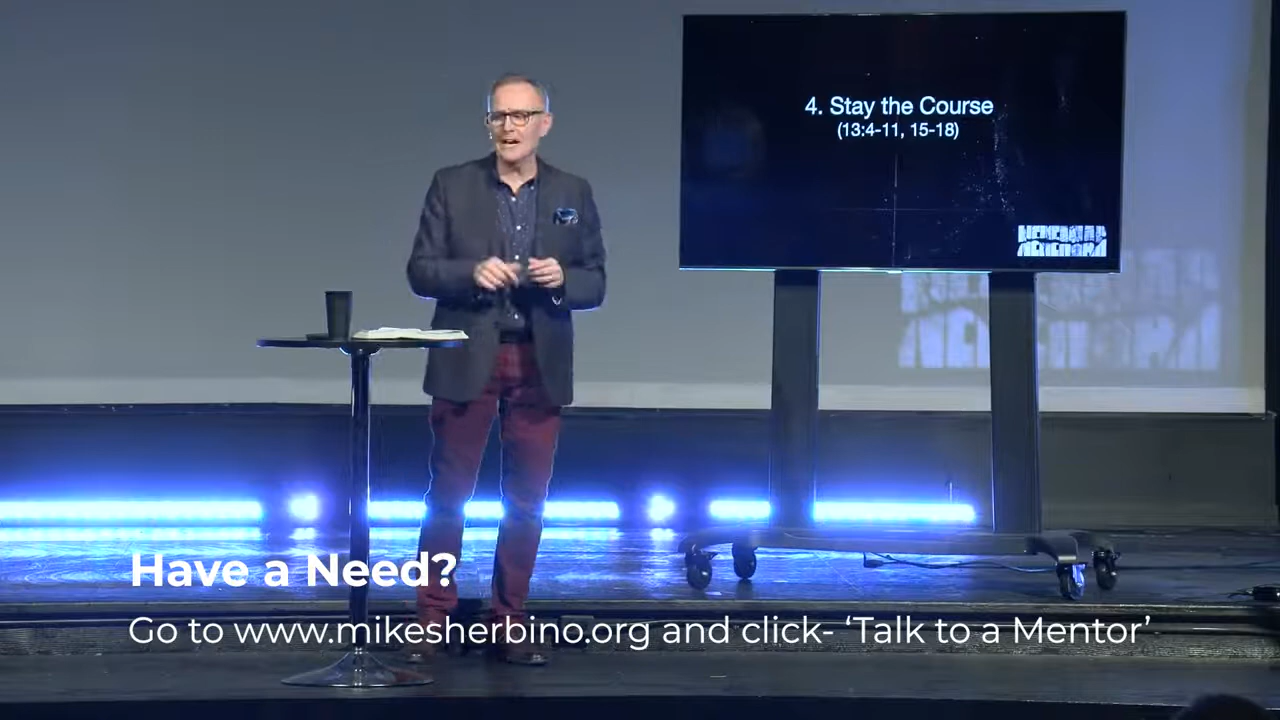 4. Stay the Course
(13:4-11, 15-18)
Have a Need?
Go to www.mikesherbino.org and click- ‘Talk to a Mentor’